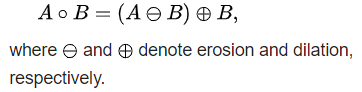 A ∘ B = (A ⊖ B) ⊕ B,
where ⊖ and ⊕ denote erosion and dilation,
respectively.